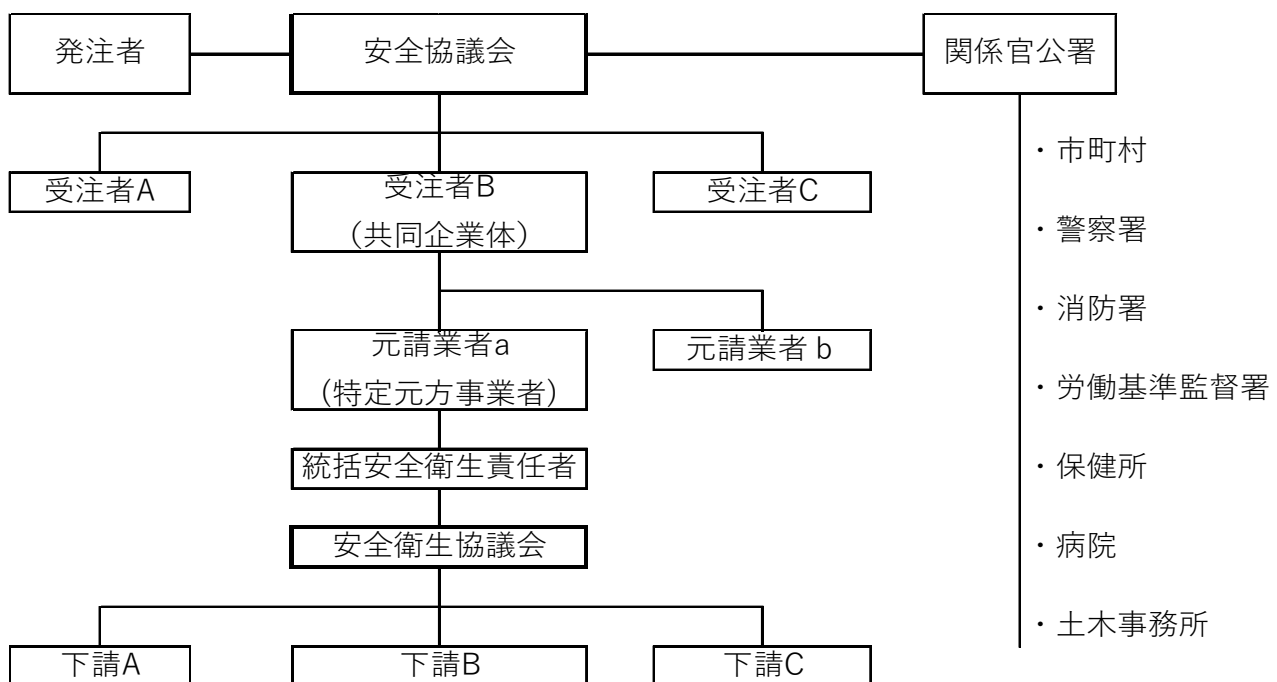 発注者
安全協議会
関係官公署
受注者A
受注者B
（共同企業体）
受注者C
元請業者a
（特定元方事業者）
元請業者 b
統括安全衛生責任者
安全衛生協議会
下請A
下請B
下請C
・市町村
・警察署
・消防署
・労働基準監督署
・保健所
・病院
・土木事務所